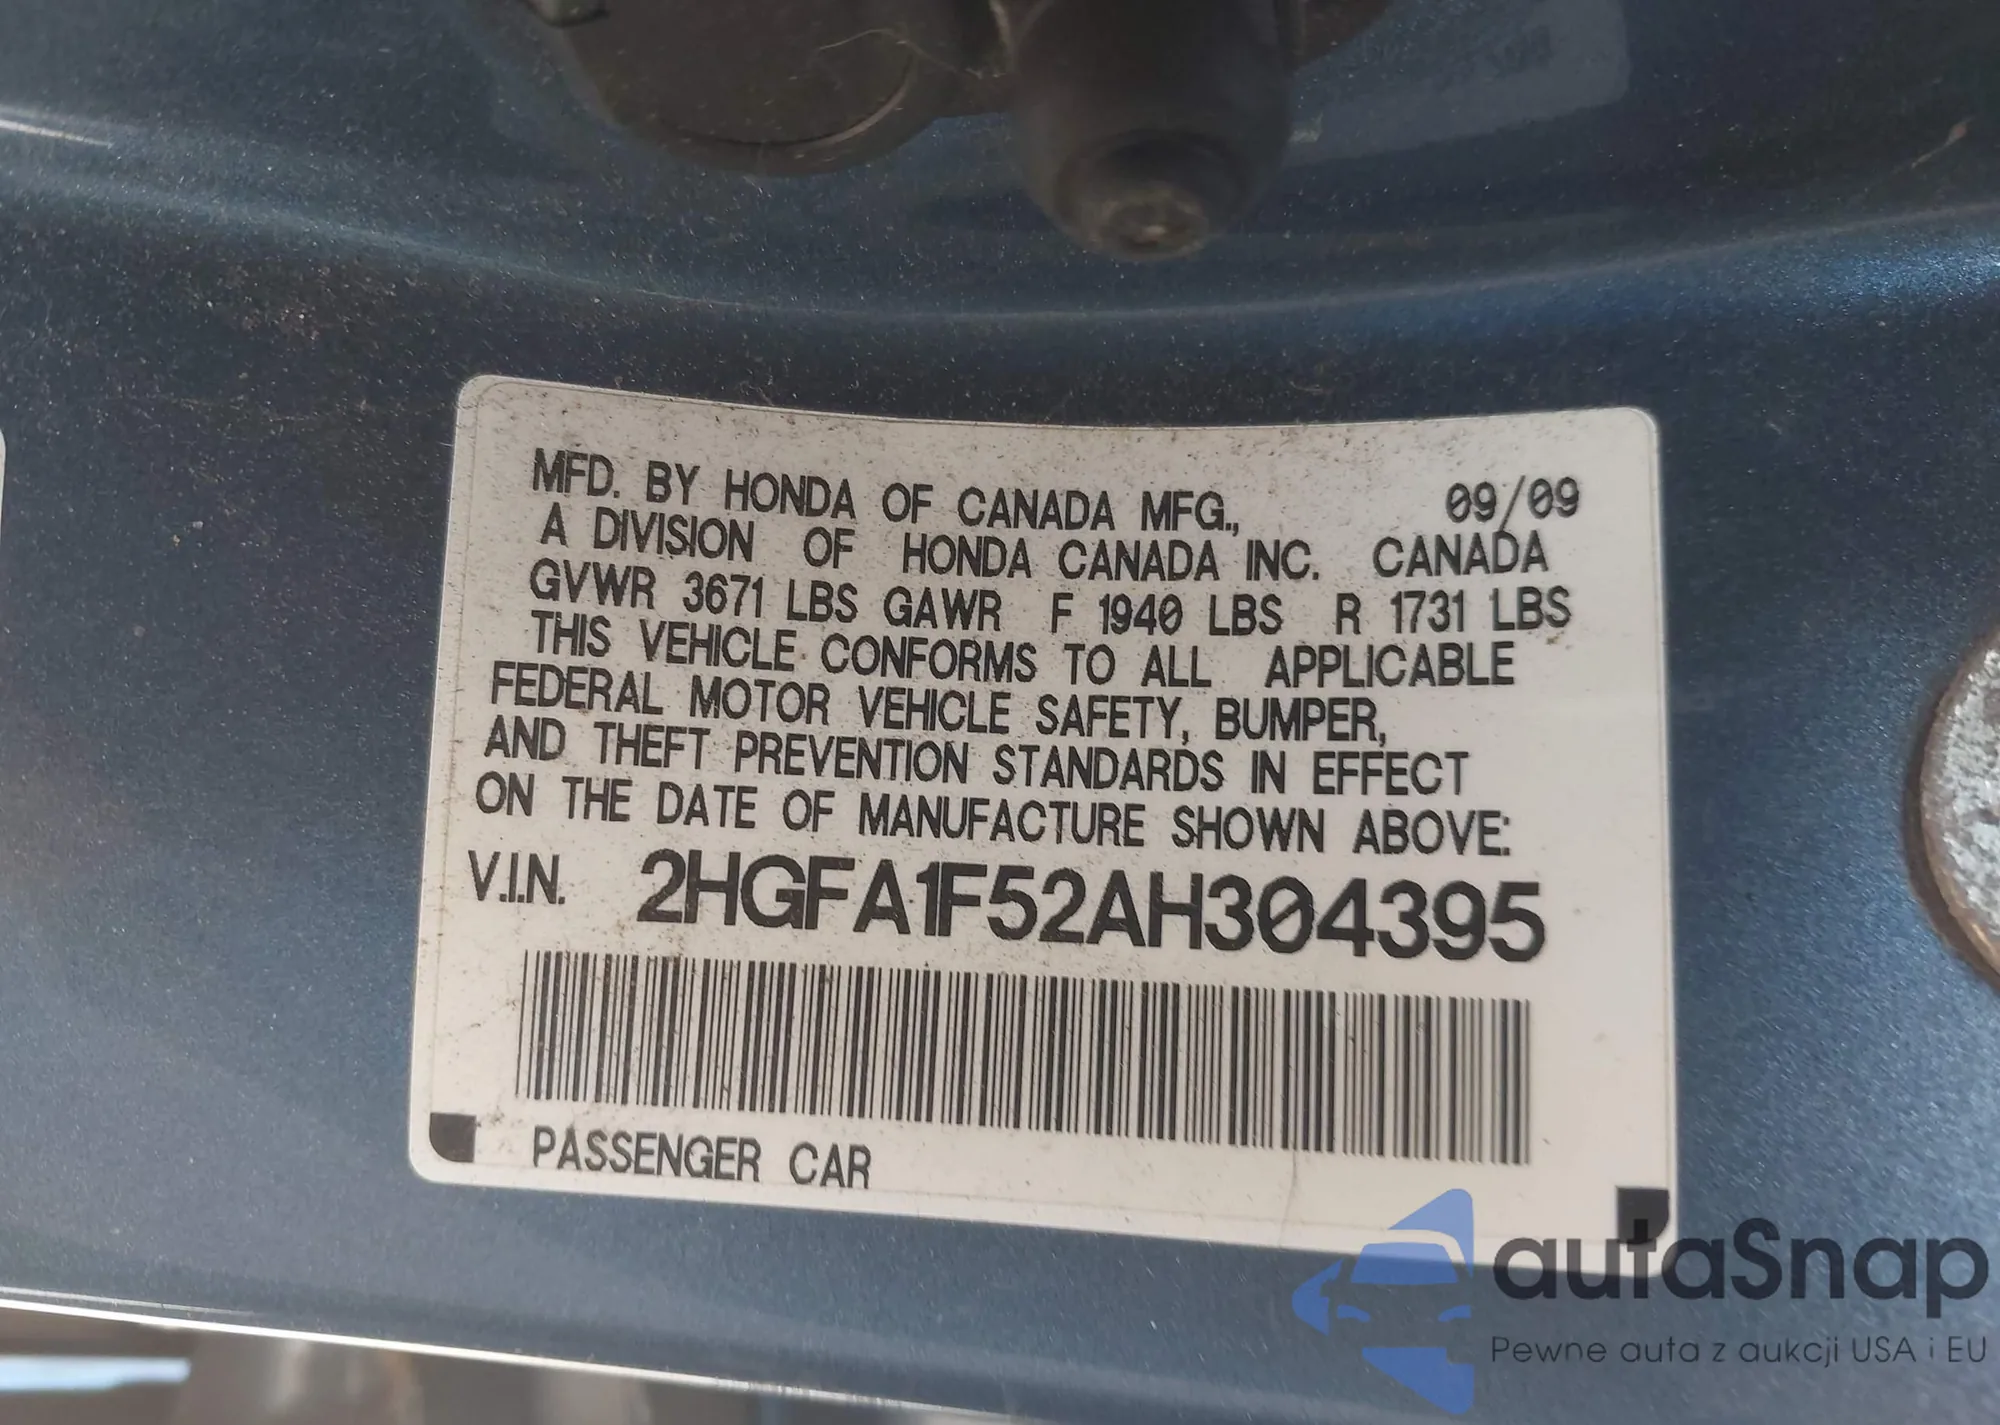 MFD. BY HONDA OF CANADA MFG., 09/09
A DIVISION OF HONDA CANADA INC. CANADA
GVWR 3671 LBS GAWR F 1940 LBS R 1731 LBS
THIS VEHICLE CONFORMS TO ALL APPLICABLE
FEDERAL MOTOR VEHICLE SAFETY, BUMPER,
AND THEFT PREVENTION STANDARDS IN EFFECT
ON THE DATE OF MANUFACTURE SHOWN ABOVE:
V.I.N. 2HGFA1F52AH304395
PASSENGER CAR
autaSnap
Pewne auta z aukcji USA i EU